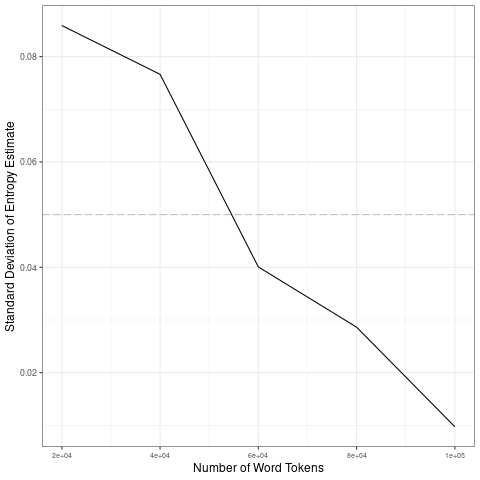 Standard Deviation of Entropy Estimate
0.08
0.06
0.04
0.02
2e+04 4e+04 6e+04 8e+04 1e+05
Number of Word Tokens